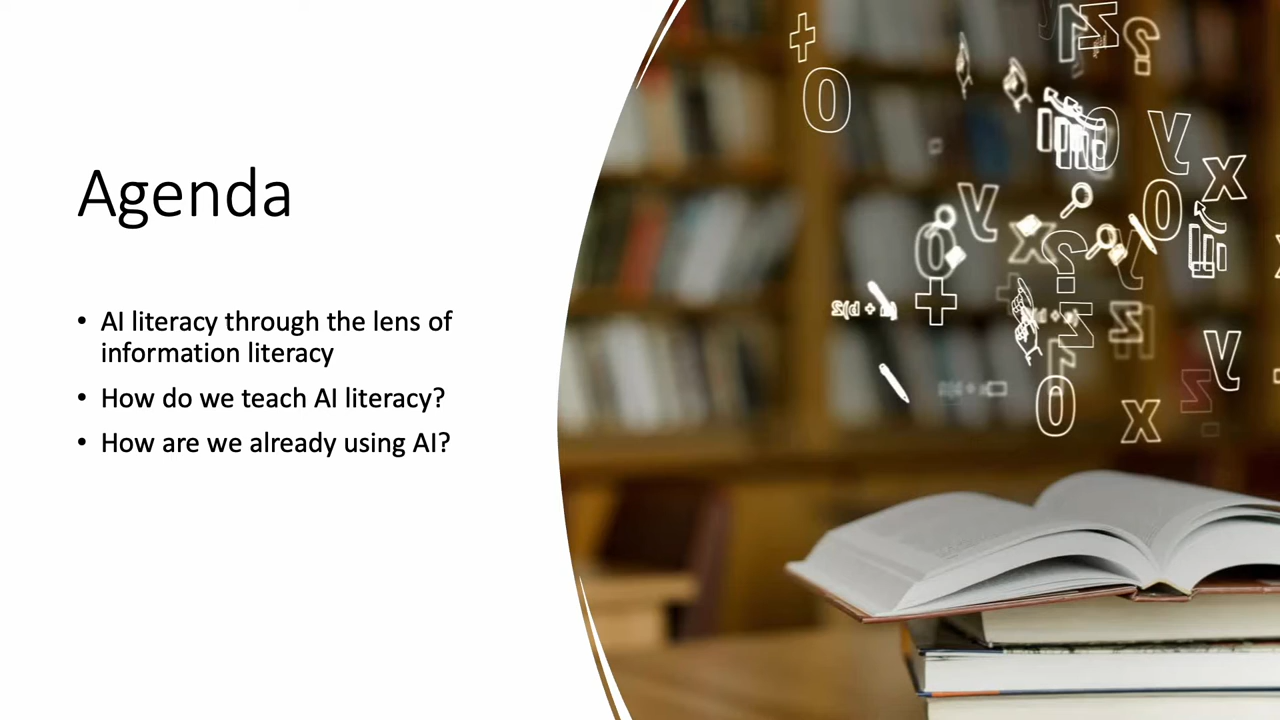 Agenda
• AI literacy through the lens of
information literacy
• How do we teach AI literacy?
• How are we already using AI?